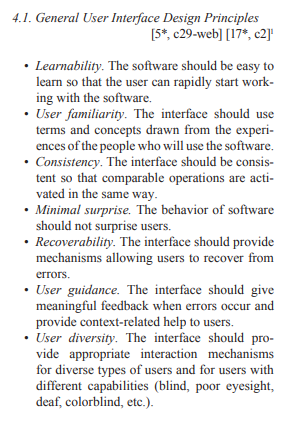 4.1. General User Interface Design Principles
[5*, c29-web] [17*, c2]¹
• Learnability. The software should be easy to
learn so that the user can rapidly start work-
ing with the software.
• User familiarity. The interface should use
terms and concepts drawn from the experi-
ences of the people who will use the software.
• Consistency. The interface should be consis-
tent so that comparable operations are acti-
vated in the same way.
• Minimal surprise. The behavior of software
should not surprise users.
• Recoverability. The interface should provide
mechanisms allowing users to recover from
errors.
• User guidance. The interface should give
meaningful feedback when errors occur and
provide context-related help to users.
• User diversity. The interface should pro-
vide appropriate interaction mechanisms
for diverse types of users and for users with
different capabilities (blind, poor eyesight,
deaf, colorblind, etc.).